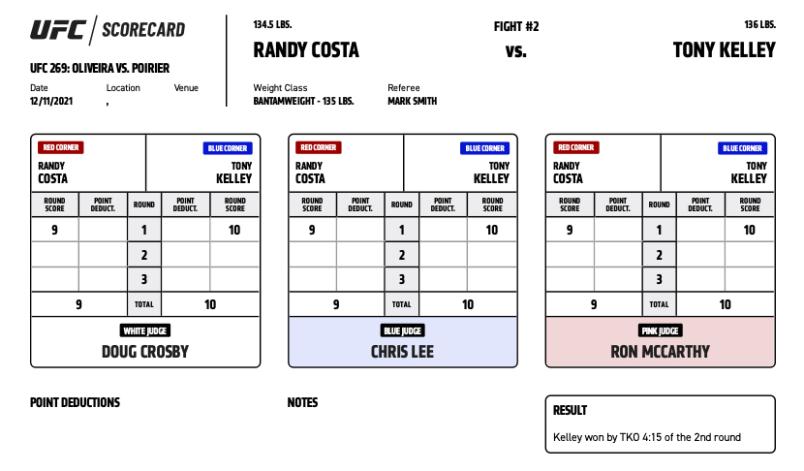 UFC / SCORECARD
UFC 269: OLIVEIRA VS. POIRIER
Date Location Venue
12/11/2021 ,
134.5 LBS. FIGHT #2 136 LBS.
RANDY COSTA VS. TONY KELLEY
Weight Class Referee
BANTAMWEIGHT - 135 LBS. MARK SMITH
RED CORNER BLUE CORNER
RANDY TONY
COSTA KELLEY
ROUND SCORE POINT DEDUCT. ROUND POINT DEDUCT. ROUND SCORE
9 1 10
2
3
9 TOTAL 10
WHITE JUDGE
DOUG CROSBY
RED CORNER BLUE CORNER
RANDY TONY
COSTA KELLEY
ROUND SCORE POINT DEDUCT. ROUND POINT DEDUCT. ROUND SCORE
9 1 10
2
3
9 TOTAL 10
BLUE JUDGE
CHRIS LEE
RED CORNER BLUE CORNER
RANDY TONY
COSTA KELLEY
ROUND SCORE POINT DEDUCT. ROUND POINT DEDUCT. ROUND SCORE
9 1 10
2
3
9 TOTAL 10
PINK JUDGE
RON MCCARTHY
POINT DEDUCTIONS
NOTES
RESULT
Kelley won by TKO 4:15 of the 2nd round